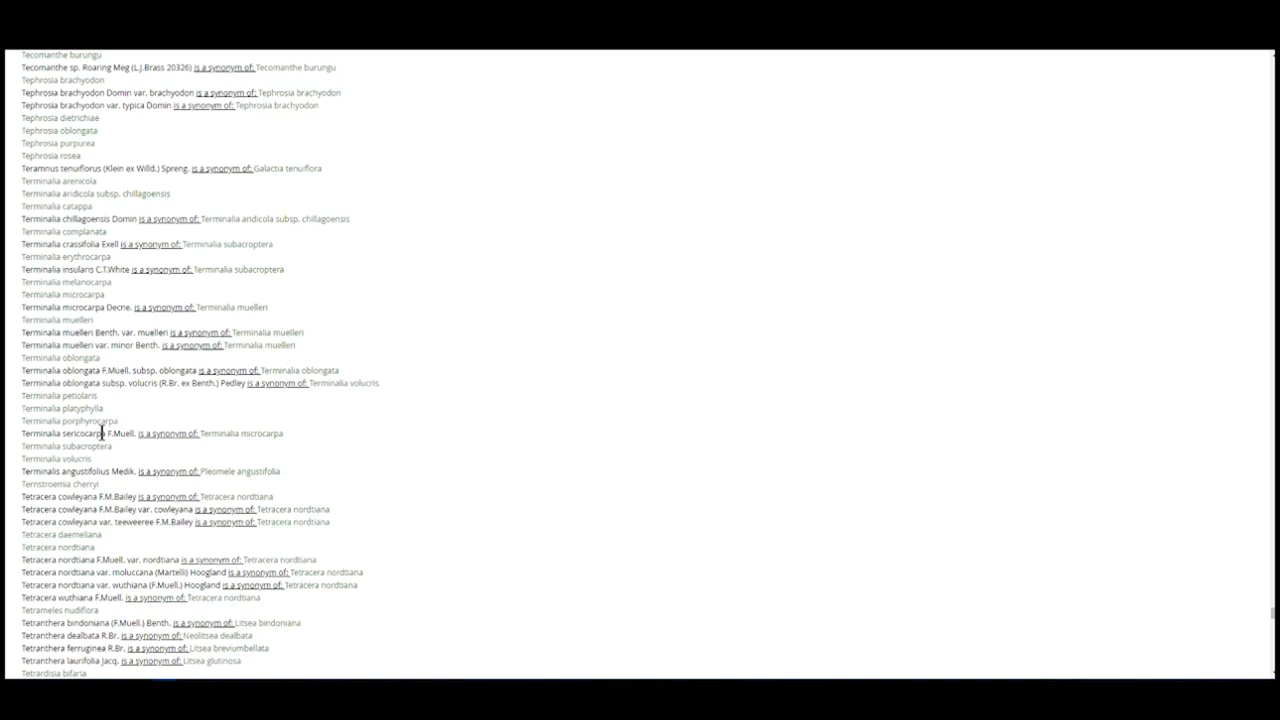 Tecomanthe burungu
Tecomanthe sp. Roaring Meg (L.J.Brass 20326) is a synonym of: Tecomanthe burungu
Tephrosia brachyodon
Tephrosia brachyodon Domin var. brachyodon is a synonym of: Tephrosia brachyodon
Tephrosia brachyodon var. typica Domin is a synonym of: Tephrosia brachyodon
Tephrosia dietrichiae
Tephrosia oblongata
Tephrosia purpurea
Tephrosia rosea
Teramnus tenuiflorus (Klein ex Willd.) Spreng. is a synonym of: Galactia tenuiflora
Terminalia arenicola
Terminalia aridicola subsp. chillagoensis
Terminalia catappa
Terminalia chillagoensis Domin is a synonym of: Terminalia aridicola subsp. chillagoensis
Terminalia complanata
Terminalia crassifolia Exell is a synonym of: Terminalia subacroptera
Terminalia erythrocarpa
Terminalia insularis C.T.White is a synonym of: Terminalia subacroptera
Terminalia melanocarpa
Terminalia microcarpa
Terminalia microcarpa Decne. is a synonym of: Terminalia muelleri
Terminalia muelleri
Terminalia muelleri Benth. var. muelleri is a synonym of: Terminalia muelleri
Terminalia muelleri var. minor Benth. is a synonym of: Terminalia muelleri
Terminalia oblongata
Terminalia oblongata F.Muell. subsp. oblongata is a synonym of: Terminalia oblongata
Terminalia oblongata subsp. volucris (R.Br. ex Benth.) Pedley is a synonym of: Terminalia volucris
Terminalia petiolaris
Terminalia platyphylla
Terminalia porphyrocarpa
Terminalia sericocarpa F.Muell. is a synonym of: Terminalia microcarpa
Terminalia subacroptera
Terminalia volucris
Terminalis angustifolius Medik. is a synonym of: Pleomele angustifolia
Ternstroemia cherryi
Tetracera cowleyana F.M.Bailey is a synonym of: Tetracera nordtiana
Tetracera cowleyana F.M.Bailey var. cowleyana is a synonym of: Tetracera nordtiana
Tetracera cowleyana var. teeweeree F.M.Bailey is a synonym of: Tetracera nordtiana
Tetracera daemeliana
Tetracera nordtiana
Tetracera nordtiana F.Muell. var. nordtiana is a synonym of: Tetracera nordtiana
Tetracera nordtiana var. moluccana (Martelli) Hoogland is a synonym of: Tetracera nordtiana
Tetracera nordtiana var. wuthiana (F.Muell.) Hoogland is a synonym of: Tetracera nordtiana
Tetracera wuthiana F.Muell. is a synonym of: Tetracera nordtiana
Tetrameles nudiflora
Tetranthera bindoniana (F.Muell.) Benth. is a synonym of: Litsea bindoniana
Tetranthera dealbata R.Br. is a synonym of: Neolitsea dealbata
Tetranthera ferruginea R.Br. is a synonym of: Litsea breviumbellata
Tetranthera laurifolia Jacq. is a synonym of: Litsea glutinosa
Tetrardisia bifaria